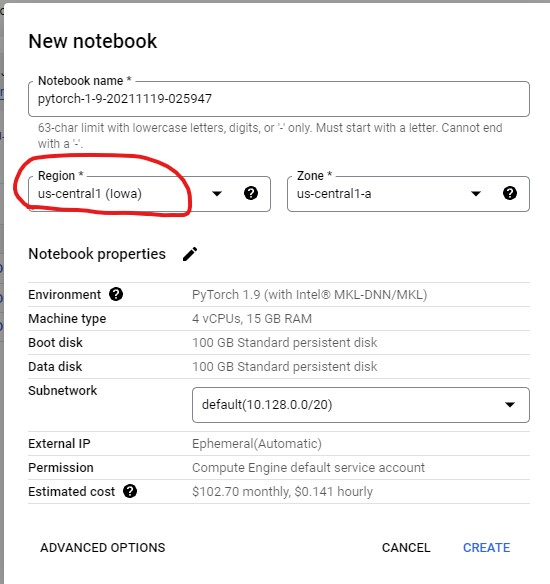 New notebook
Notebook name *
pytorch-1-9-20211119-025947
63-char limit with lowercase letters, digits, or '-' only. Must start with a letter. Cannot end
with a '-'.
Region *
us-central1 (Iowa)
Zone *
us-central1-a
Notebook properties
Environment PyTorch 1.9 (with Intel® MKL-DNN/MKL)
Machine type 4 vCPUs, 15 GB RAM
Boot disk 100 GB Standard persistent disk
Data disk 100 GB Standard persistent disk
Subnetwork default(10.128.0.0/20)
External IP Ephemeral(Automatic)
Permission Compute Engine default service account
Estimated cost $102.70 monthly, $0.141 hourly
ADVANCED OPTIONS CANCEL CREATE